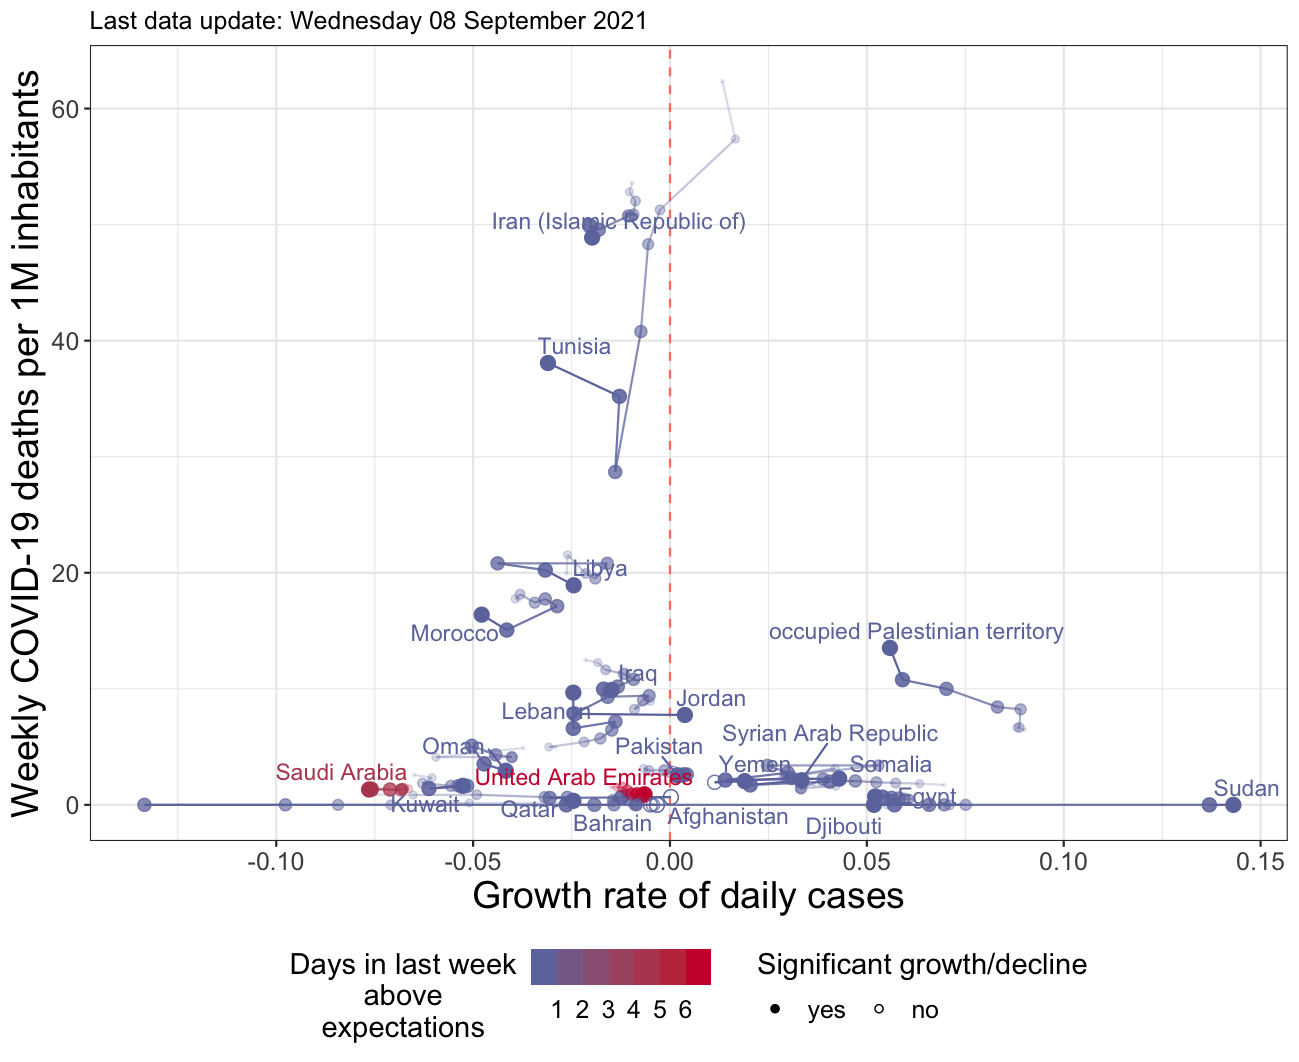 Last data update: Wednesday 08 September 2021
Weekly COVID-19 deaths per 1M inhabitants
60
40
20
0
Iran (Islamic Republic of)
Tunisia
Libya
Morocco
occupied Palestinian territory
Iraq
Jordan
Lebanon
Syrian Arab Republic
Oman
Pakistan
Yemen
Somalia
Saudi Arabia
United Arab Emirates
Kuwait
Egypt
Sudan
Qatar
Bahrain
Afghanistan
Djibouti
-0.10
-0.05
0.00
0.05
0.10
0.15
Growth rate of daily cases
Days in last week
above
expectations
1 2 3 4 5 6
Significant growth/decline
yes
no